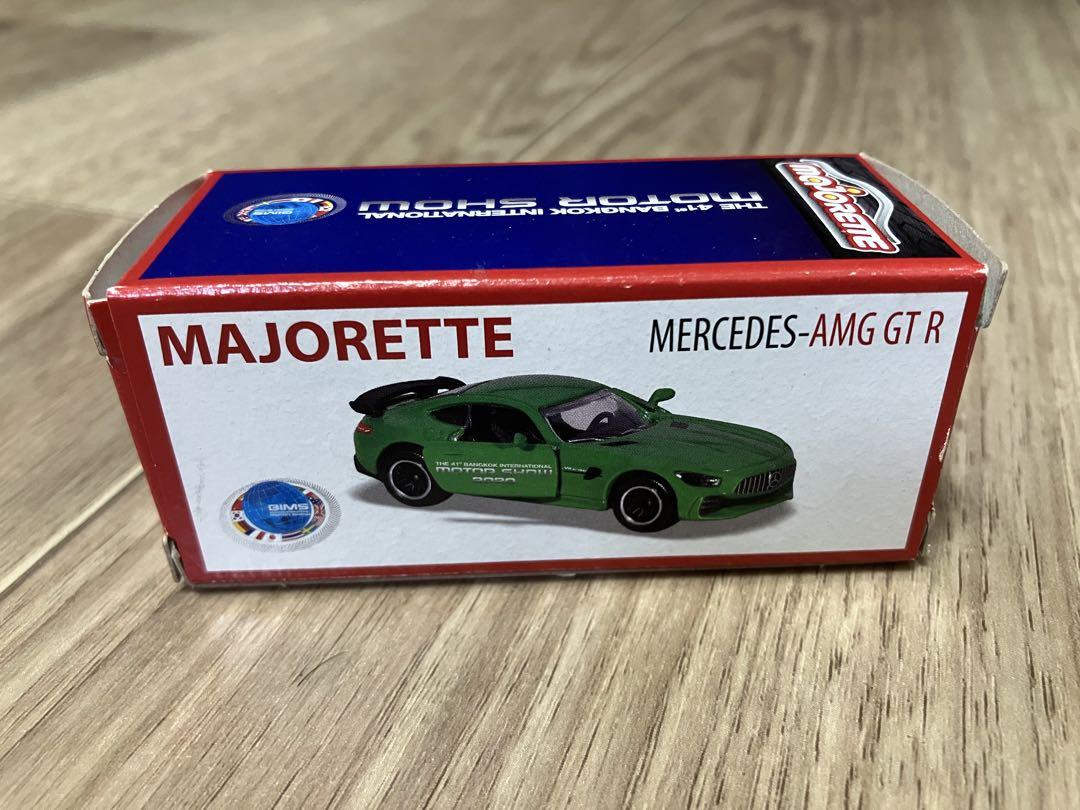 THE 41ST BANGKOK INTERNATIONAL
MOTOR SHOW
BIMS
majorette
MAJORETTE
MERCEDES-AMG GT R
THE 41ST BANGKOK INTERNATIONAL
MOTOR SHOW
2020
BIMS